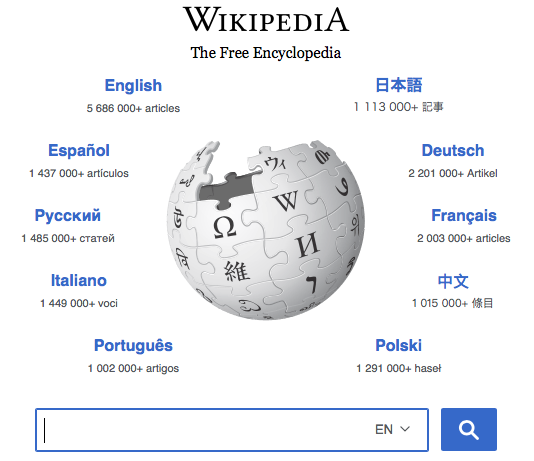 WIKIPEDIA
The Free Encyclopedia
English
5 686 000+ articles
日本語
1 113 000+ 記事
Español
1 437 000+ artículos
Deutsch
2 201 000+ Artikel
Русский
1 485 000+ статей
Français
2 003 000+ articles
Italiano
1 449 000+ voci
中文
1 015 000+ 條目
Português
1 002 000+ artigos
Polski
1 291 000+ haseł
ウィ
W
Ω
И
維
EN